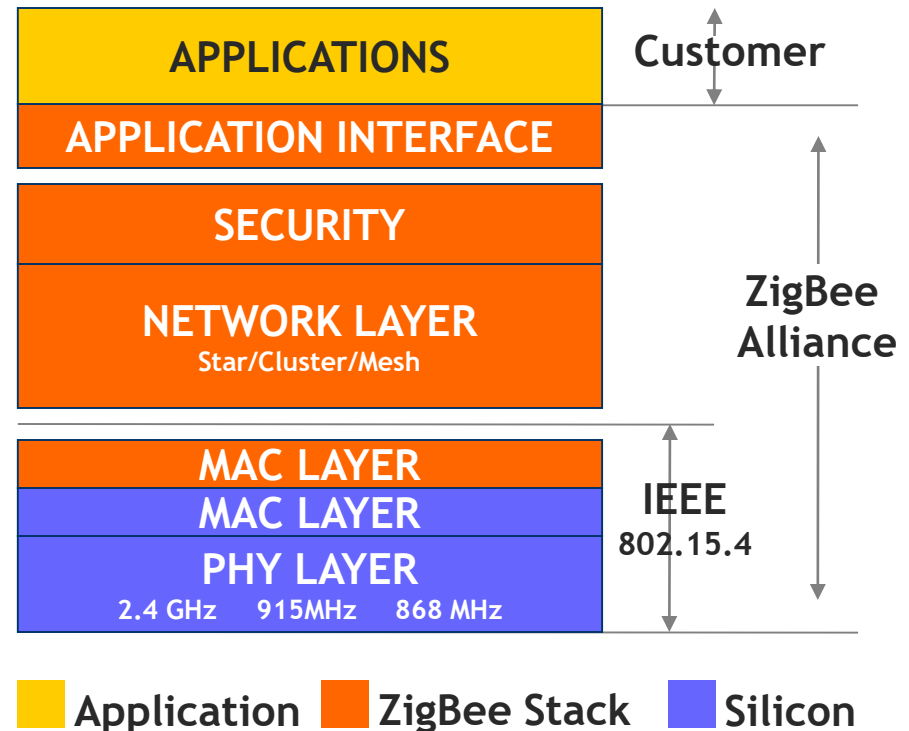 APPLICATIONS
Customer
APPLICATION INTERFACE
SECURITY
NETWORK LAYER
Star/Cluster/Mesh
ZigBee
Alliance
MAC LAYER
MAC LAYER
IEEE
802.15.4
PHY LAYER
2.4 GHz 915MHz 868 MHz
Application ZigBee Stack Silicon